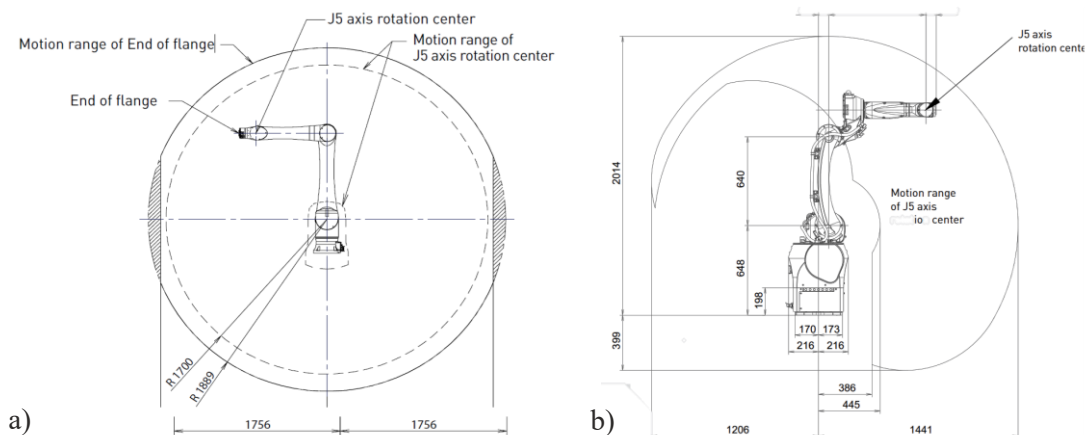 J5 axis rotation center
Motion range of End of flange
Motion range of
J5 axis rotation center
End of flange
R 1700
R 1889
1756
1756
a)
J5 axis
rotation cente
2014
640
Motion range
of J5 axis
center
648
198
170
173
216
216
399
386
445
1206
1441
b)